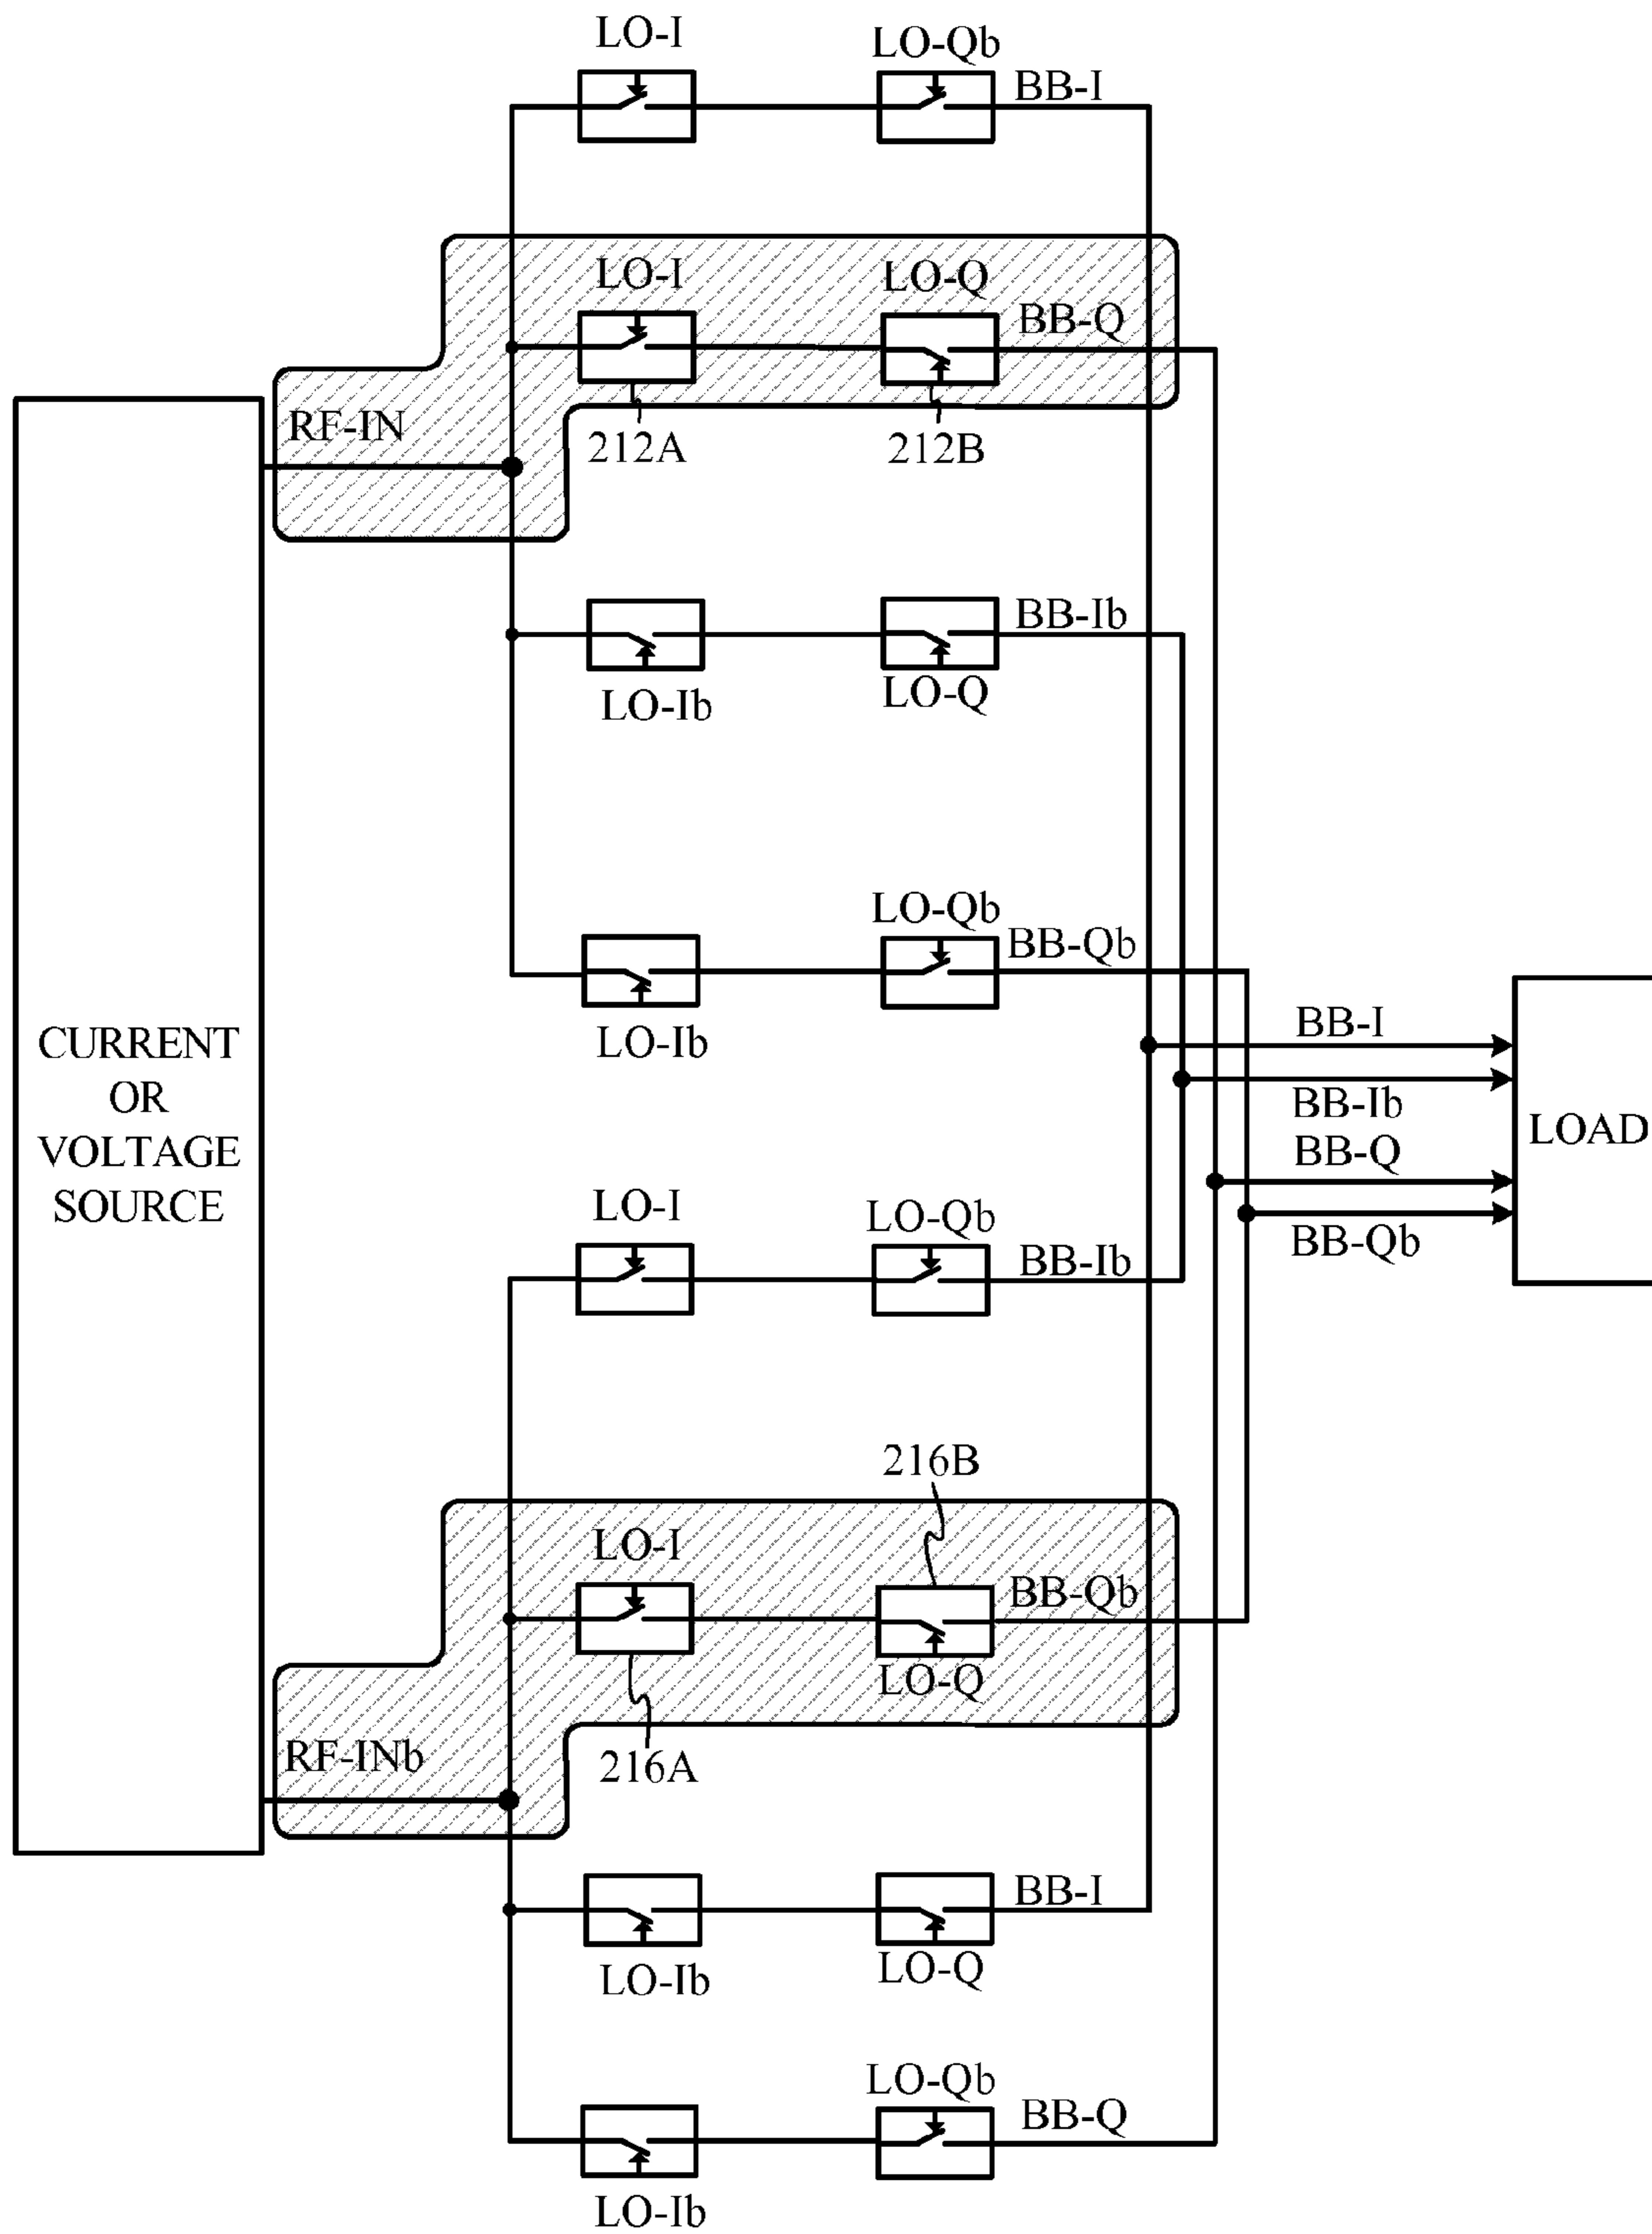 LO-I
LO-Qb
BB-I
LO-I
LO-Q
BB-Q
RF-IN
212A
212B
BB-Ib
LO-Ib
LO-Q
LO-Qb
BB-Qb
LO-Ib
CURRENT
OR
VOLTAGE
SOURCE
BB-I
BB-Ib
BB-Q
BB-Qb
LOAD
LO-I
LO-Qb
BB-Ib
216B
LO-I
BB-Qb
LO-Q
RF-INb
216A
BB-I
LO-Ib
LO-Q
LO-Qb
BB-Q
LO-Ib